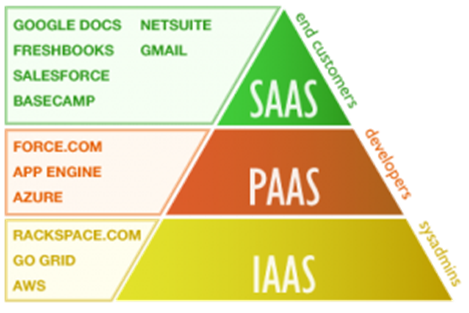 GOOGLE DOCS NETSUITE
FRESHBOOKS GMAIL
SALESFORCE
BASECAMP
SAAS
end customers
FORCE.COM
APP ENGINE
AZURE
PAAS
developers
RACKSPACE.COM
GO GRID
AWS
IAAS
sysadmins